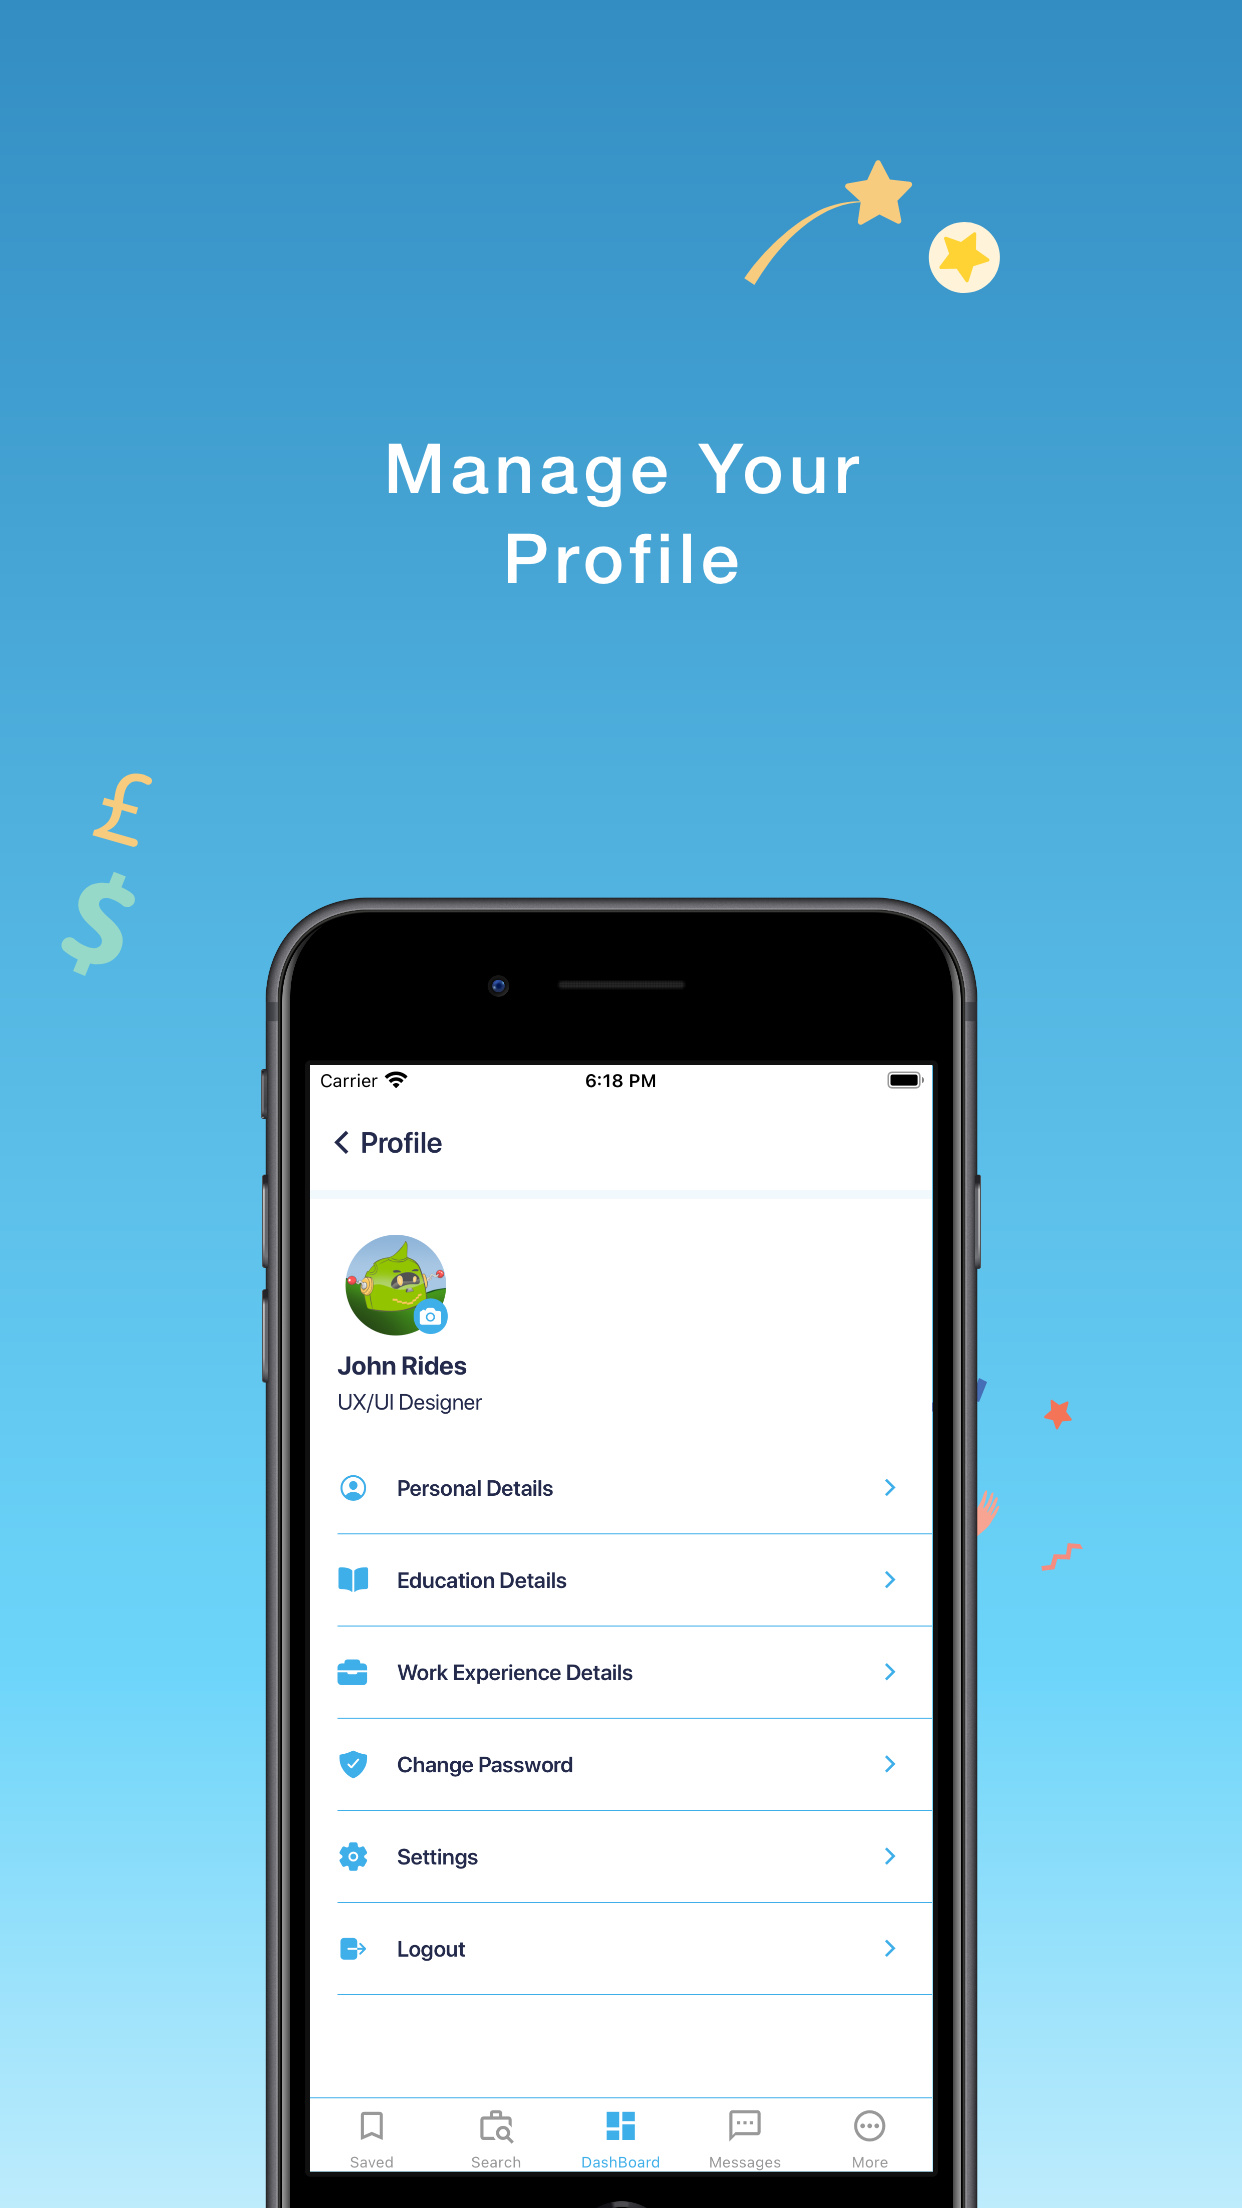 Manage Your
Profile
£
$
Carrier 6:18 PM
Profile
John Rides
UX/UI Designer
Personal Details
Education Details
Work Experience Details
Change Password
Settings
Logout
Saved Search DashBoard Messages More